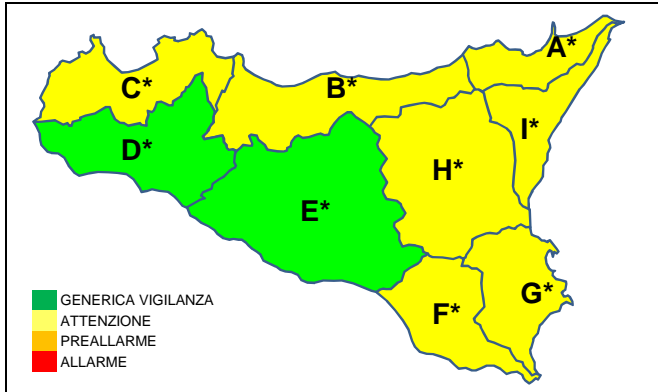 A*
C*
B*
I*
D*
H*
E*
G*
F*
GENERICA VIGILANZA
ATTENZIONE
PREALLARME
ALLARME